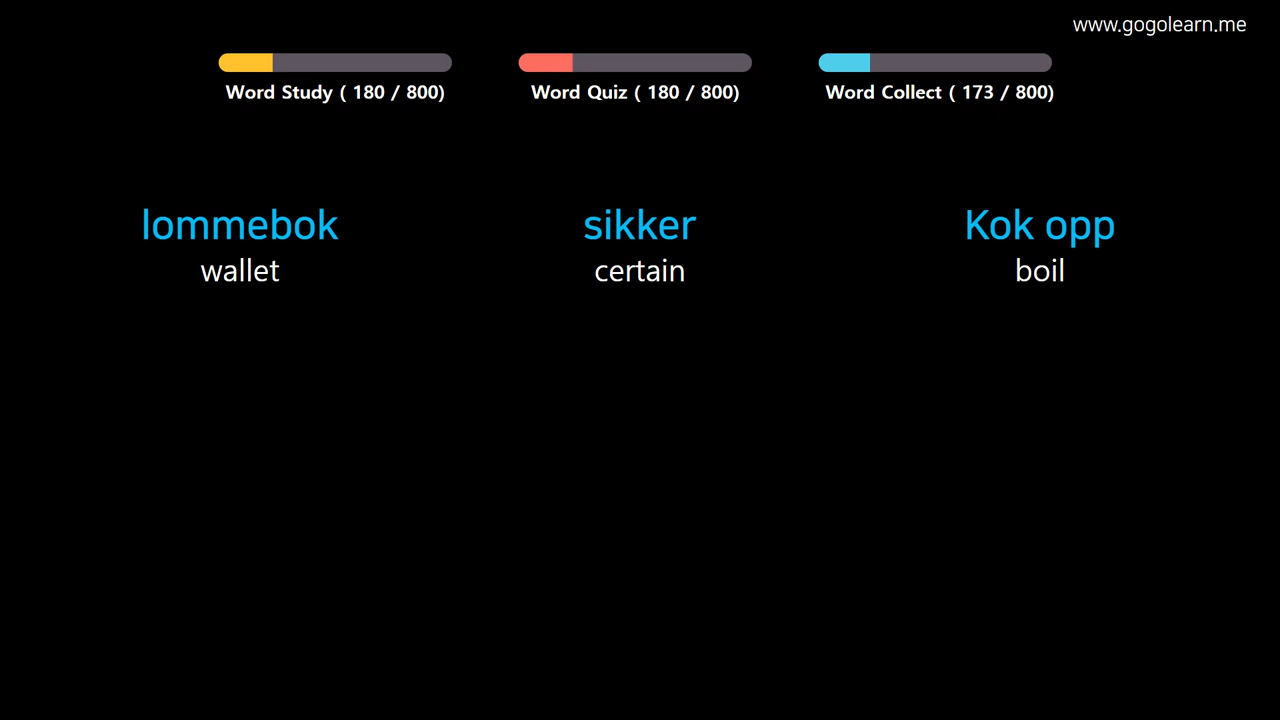 www.gogolearn.me
Word Study ( 180 / 800)
Word Quiz ( 180 / 800)
Word Collect ( 173 / 800)
lommebok
wallet
sikker
certain
Kok opp
boil